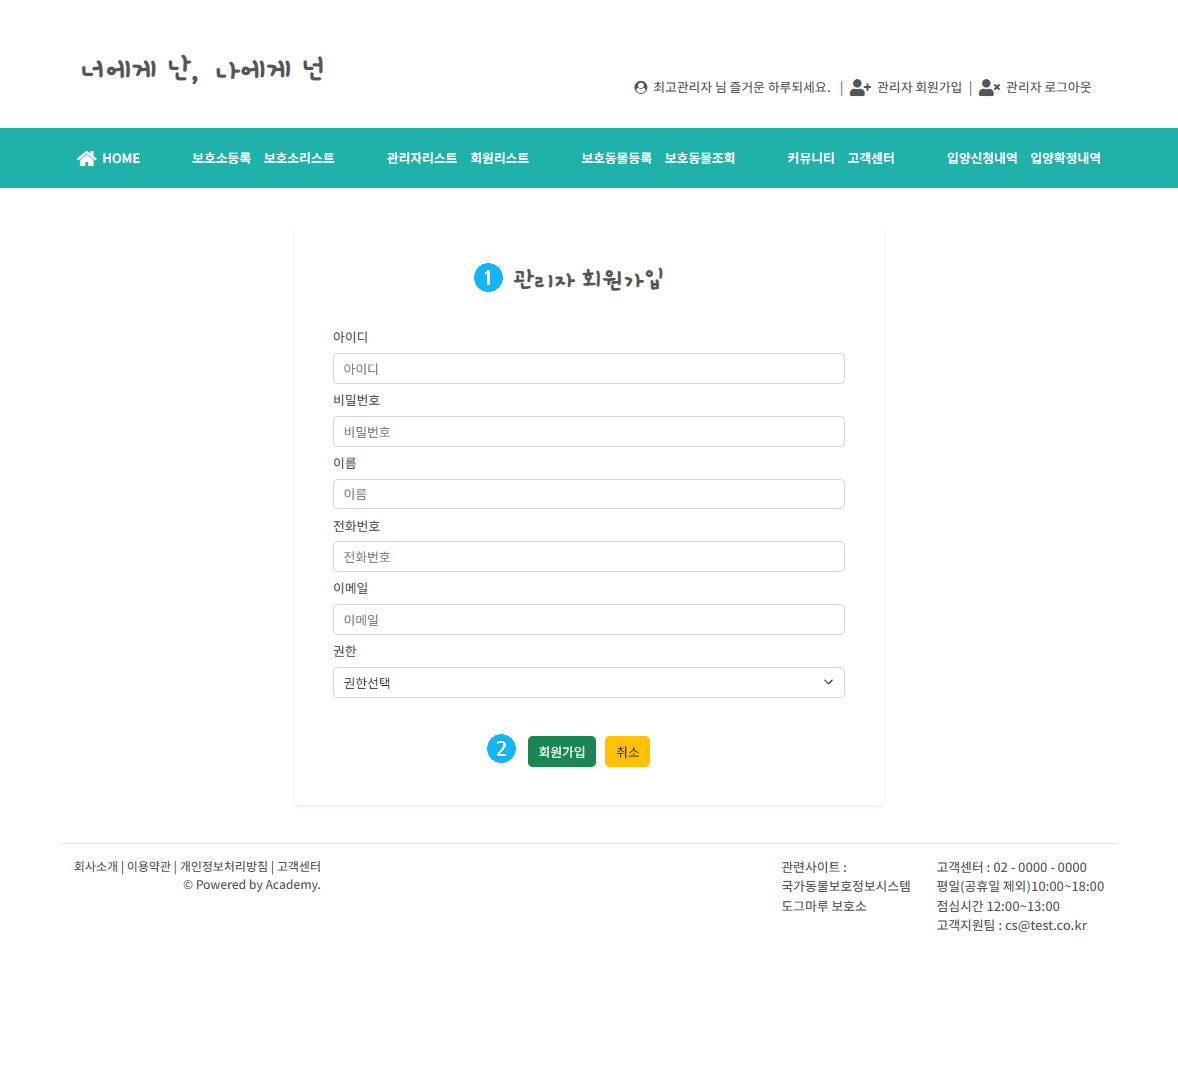 너에게 난, 나에게 넌
최고관리자 님 즐거운 하루되세요. | 관리자 회원가입 | 관리자 로그아웃
HOME 보호소등록 보호소리스트 관리자리스트 회원리스트 보호동물등록 보호동물조회 커뮤니티 고객센터 입양신청내역 입양확정내역
1 관리자 회원가입
아이디
아이디
비밀번호
비밀번호
이름
이름
전화번호
전화번호
이메일
이메일
권한
권한선택
2 회원가입 취소
회사소개 | 이용약관 | 개인정보처리방침 | 고객센터
© Powered by Academy.
관련사이트 :
국가동물보호정보시스템
도그마루 보호소
고객센터 : 02 - 0000 - 0000
평일(공휴일 제외)10:00~18:00
점심시간 12:00~13:00
고객지원팀 : cs@test.co.kr